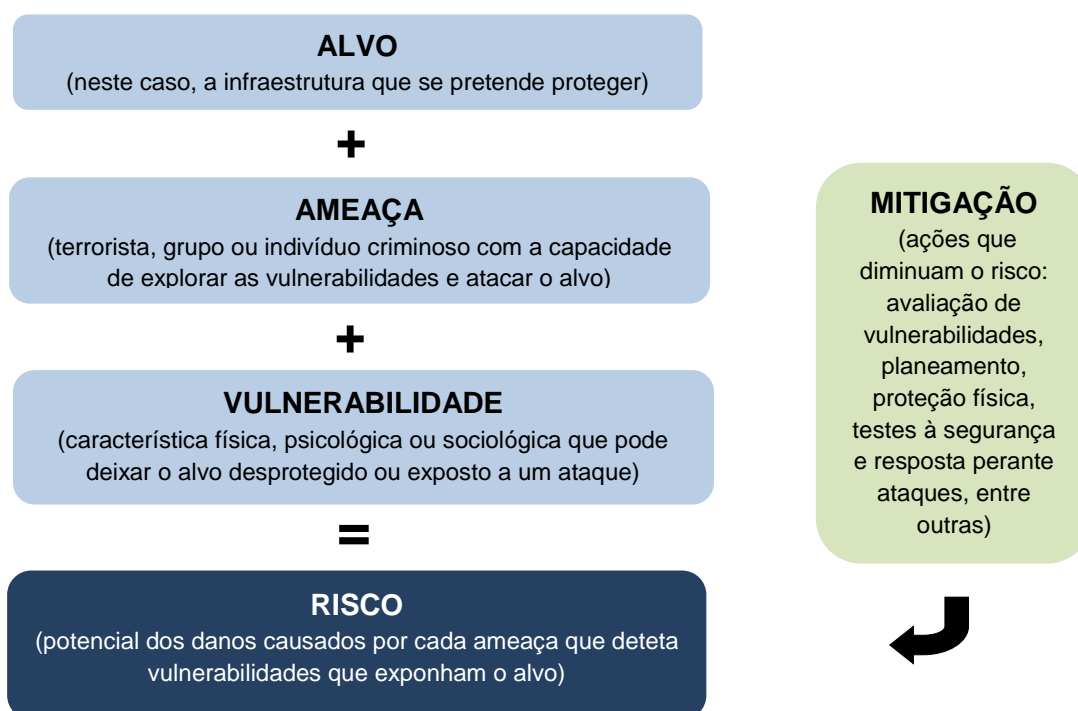 ALVO
(neste caso, a infraestrutura que se pretende proteger)
+
AMEAÇA
(terrorista, grupo ou indivíduo criminoso com a capacidade
de explorar as vulnerabilidades e atacar o alvo)
+
VULNERABILIDADE
(característica física, psicológica ou sociológica que pode
deixar o alvo desprotegido ou exposto a um ataque)
=
RISCO
(potencial dos danos causados por cada ameaça que deteta
vulnerabilidades que exponham o alvo)
MITIGAÇÃO
(ações que
diminuam o risco:
avaliação de
vulnerabilidades,
planeamento,
proteção física,
testes à segurança
e resposta perante
ataques, entre
outras)